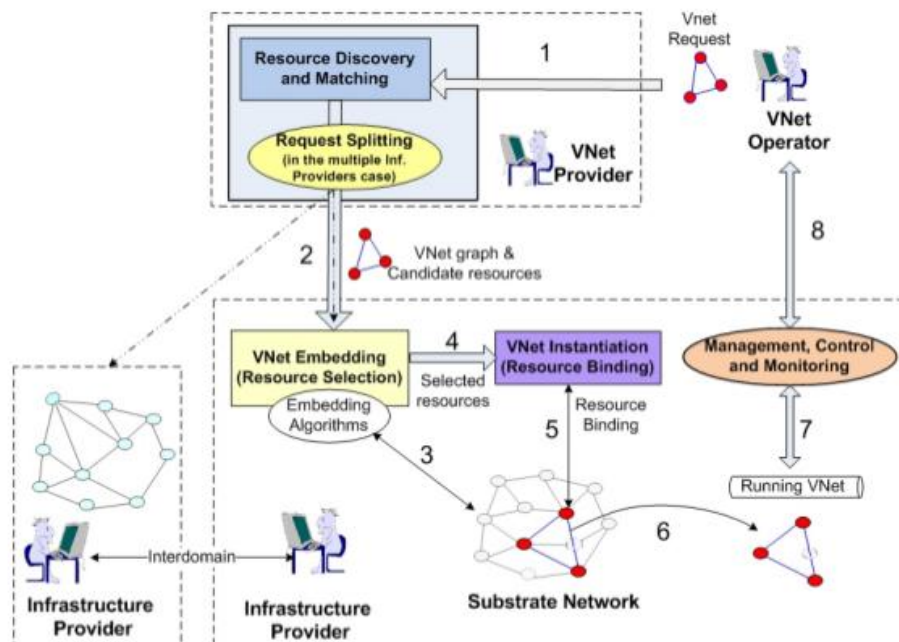 1
Vnet
Request
Resource Discovery
and Matching
VNet
Operator
Request Splitting
(in the multiple Inf.
Providers case)
VNet
Provider
2
VNet graph &
Candidate resources
8
VNet Embedding
(Resource Selection)
4
Selected
resources
VNet Instantiation
(Resource Binding)
Management, Control
and Monitoring
Embedding
Algorithms
3
5
Resource
Binding
7
Running VNet
6
Interdomain
Infrastructure
Provider
Infrastructure
Provider
Substrate Network